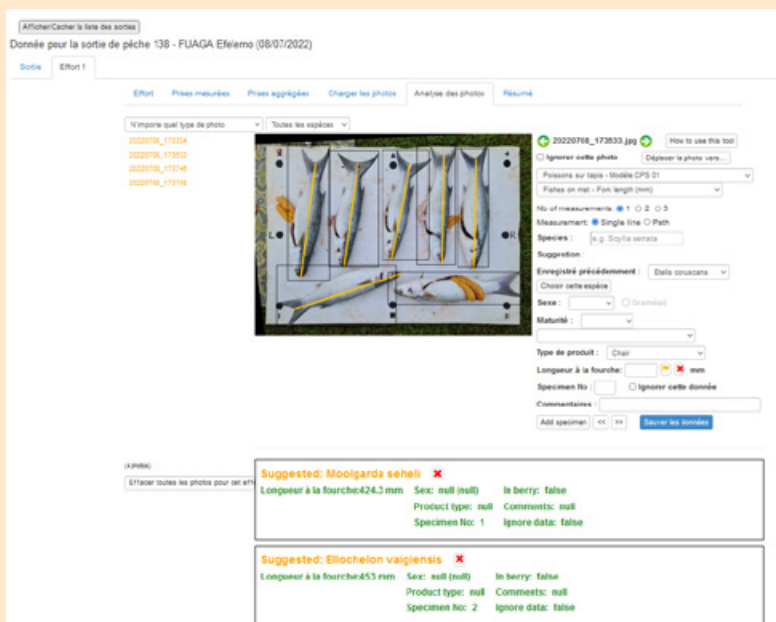 Afficher/Cacher la liste des sorties
Donnée pour la sortie de pêche 138 - FUAGA Efeiemo (08/07/2022)
Sortie Effort 1
Effort Prises mesurées Prises aggrégées Charger les photos Analyse des photos Résumé
N'importe quel type de photo Toutes les espèces
20220708_173533
20220708_173745
20220708_173533.jpg How to use this tool
Ignorer cette photo Déplacer la photo vers...
Poissons sur tapis - Modèle CPS 01
Fishes on mat - Fork length (mm)
No of measurements: 1 2 3
Measurement: Single line Path
Species : e.g. Scylla serrata
Suggestion :
Enregistré précédemment : Etelis couscans
Choisir cette espèce
Sexe : Grainé(e)
Maturité :
Type de produit : Chair
Longueur à la fourche: mm
Specimen No : Ignorer cette donnée
Commentaires :
Add specimen << >> Sauver les données
(4 photos)
Effacer toutes les photos pour cet eff
L R
Suggested: Moolgarda seheli
Longueur à la fourche:424.3 mm Sex: null (null) In berry: false
Product type: null Comments: null
Specimen No: 1 Ignore data: false
Suggested: Ellochelon vaigiensis
Longueur à la fourche:453 mm Sex: null (null) In berry: false
Product type: null Comments: null
Specimen No: 2 Ignore data: false